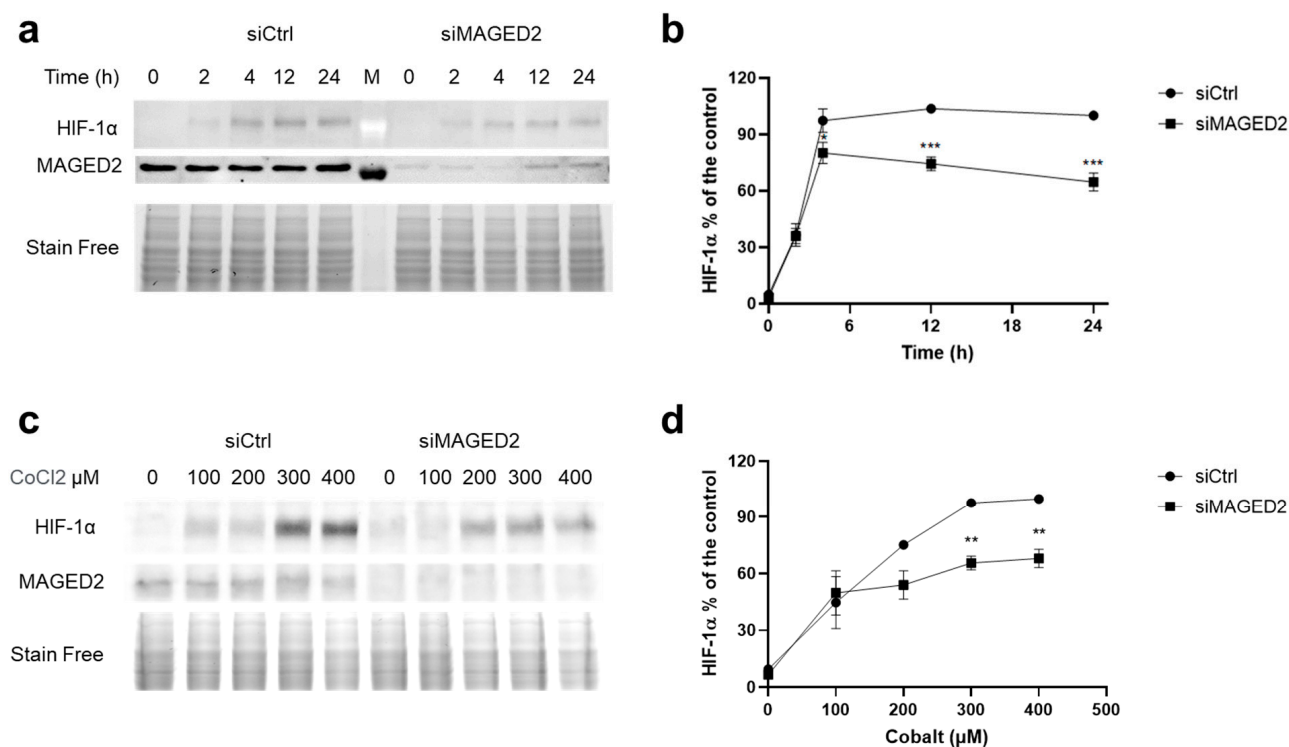 a
siCtrl siMAGED2
Time (h) 0 2 4 12 24 M 0 2 4 12 24
HIF-1α
MAGED2
Stain Free
b
120
90
60
30
0
HIF-1α % of the control
* *** ***
0 6 12 18 24
Time (h)
siCtrl
siMAGED2
c
siCtrl siMAGED2
CoCl2 µM 0 100 200 300 400 0 100 200 300 400
HIF-1α
MAGED2
Stain Free
d
120
90
60
30
0
HIF-1α % of the control
** **
0 100 200 300 400 500
Cobalt (µM)
siCtrl
siMAGED2